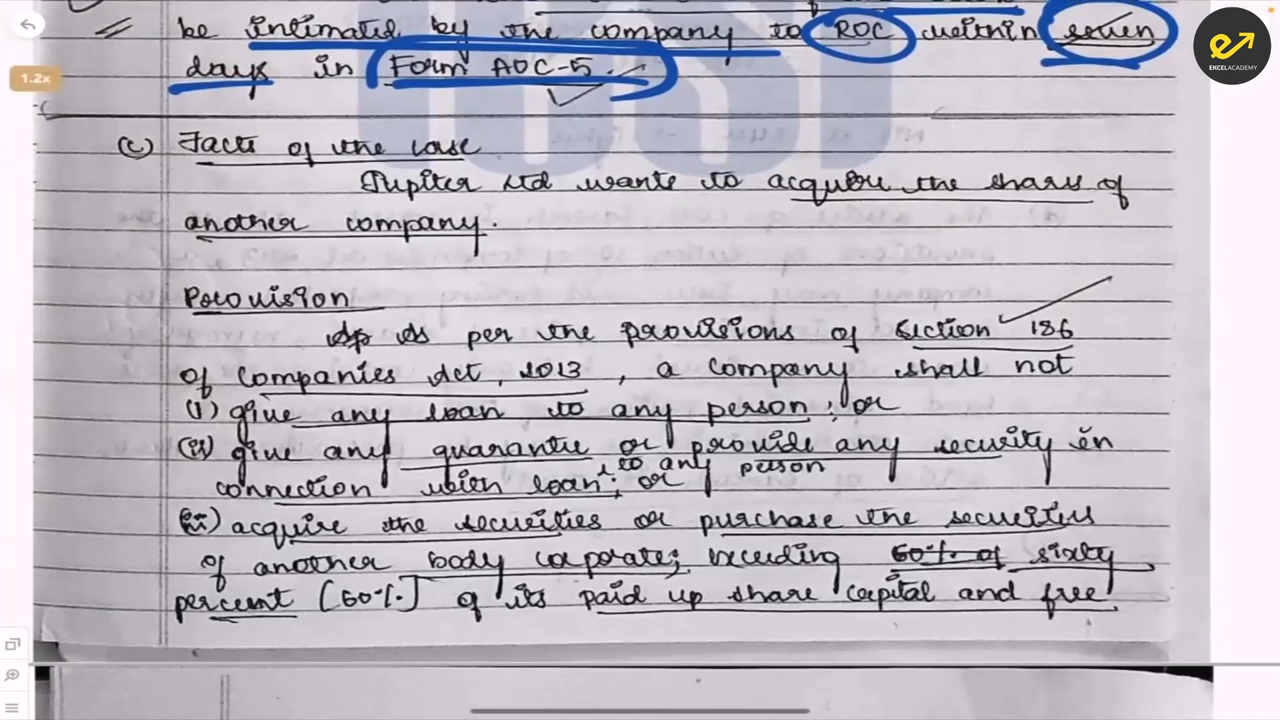 be intimated by the company to ROC within seven
1.2x
days in Form AOC-5.
EKCELACADEMY
(c) Facts of the case
Jupiter Ltd wants to acquire the shars of
another company.
Provision
As per the provisions of section 186
of companies Act, 2013, a company shall not
(i) give any loan to any person; or
(ii) give any guarantee or provide any security in
connection with loan to any person; or
(iii) acquire the securities or purchase the securities
of another body corporate; exceeding 60% of sixty
percent [60%] of its paid up share capital and free